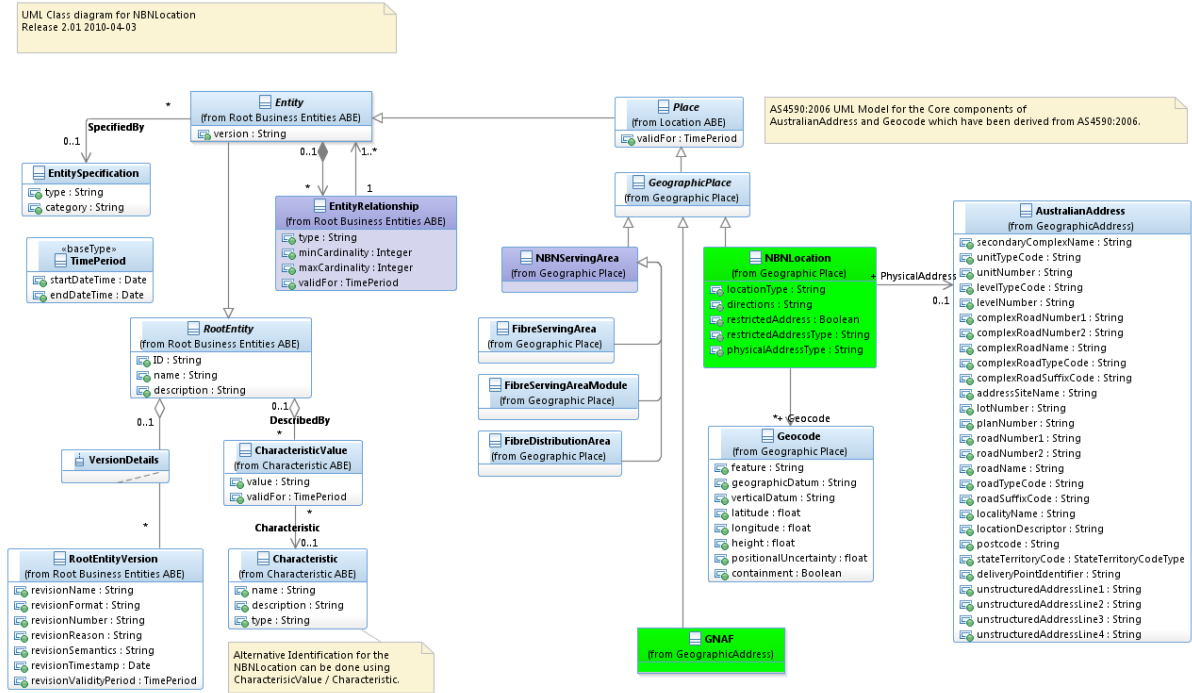 UML Class diagram for NBNLocation
Release 2.01 2010-04-03
AS4590:2006 UML Model for the Core components of
AustralianAddress and Geocode which have been derived from AS4590:2006.
Entity
(from Root Business Entities ABE)
version : String
*
SpecifiedBy
0..1
EntitySpecification
type : String
category : String
«baseType»
TimePeriod
startDateTime : Date
endDateTime : Date
0..1
1..*
*
1
EntityRelationship
(from Root Business Entities ABE)
type : String
minCardinality : Integer
maxCardinality : Integer
validFor : TimePeriod
RootEntity
(from Root Business Entities ABE)
ID : String
name : String
description : String
0..1
0..1
DescribedBy
*
VersionDetails
*
CharacteristicValue
(from Characteristic ABE)
value : String
validFor : TimePeriod
*
Characteristic
0..1
RootEntityVersion
(from Root Business Entities ABE)
revisionName : String
revisionFormat : String
revisionNumber : String
revisionReason : String
revisionSemantics : String
revisionTimestamp : Date
revisionValidityPeriod : TimePeriod
Characteristic
(from Characteristic ABE)
name : String
description : String
type : String
Alternative Identification for the
NBNLocation can be done using
CharacterisicValue / Characteristic.
Place
(from Location ABE)
validFor : TimePeriod
GeographicPlace
(from Geographic Place)
NBNServingArea
(from Geographic Place)
FibreServingArea
(from Geographic Place)
FibreServingAreaModule
(from Geographic Place)
FibreDistributionArea
(from Geographic Place)
NBNLocation
(from Geographic Place)
locationType : String
directions : String
restrictedAddress : Boolean
restrictedAddressType : String
physicalAddressType : String
+ PhysicalAddress
0..1
*+ Geocode
Geocode
(from Geographic Place)
feature : String
geographicDatum : String
verticalDatum : String
latitude : float
longitude : float
height : float
positionalUncertainty : float
containment : Boolean
GNAF
(from GeographicAddress)
AustralianAddress
(from GeographicAddress)
secondaryComplexName : String
unitTypeCode : String
unitNumber : String
levelTypeCode : String
levelNumber : String
complexRoadNumber1 : String
complexRoadNumber2 : String
complexRoadName : String
complexRoadTypeCode : String
complexRoadSuffixCode : String
addressSiteName : String
lotNumber : String
planNumber : String
roadNumber1 : String
roadNumber2 : String
roadName : String
roadTypeCode : String
roadSuffixCode : String
localityName : String
locationDescriptor : String
postcode : String
stateTerritoryCode : StateTerritoryCodeType
deliveryPointIdentifier : String
unstructuredAddressLine1 : String
unstructuredAddressLine2 : String
unstructuredAddressLine3 : String
unstructuredAddressLine4 : String